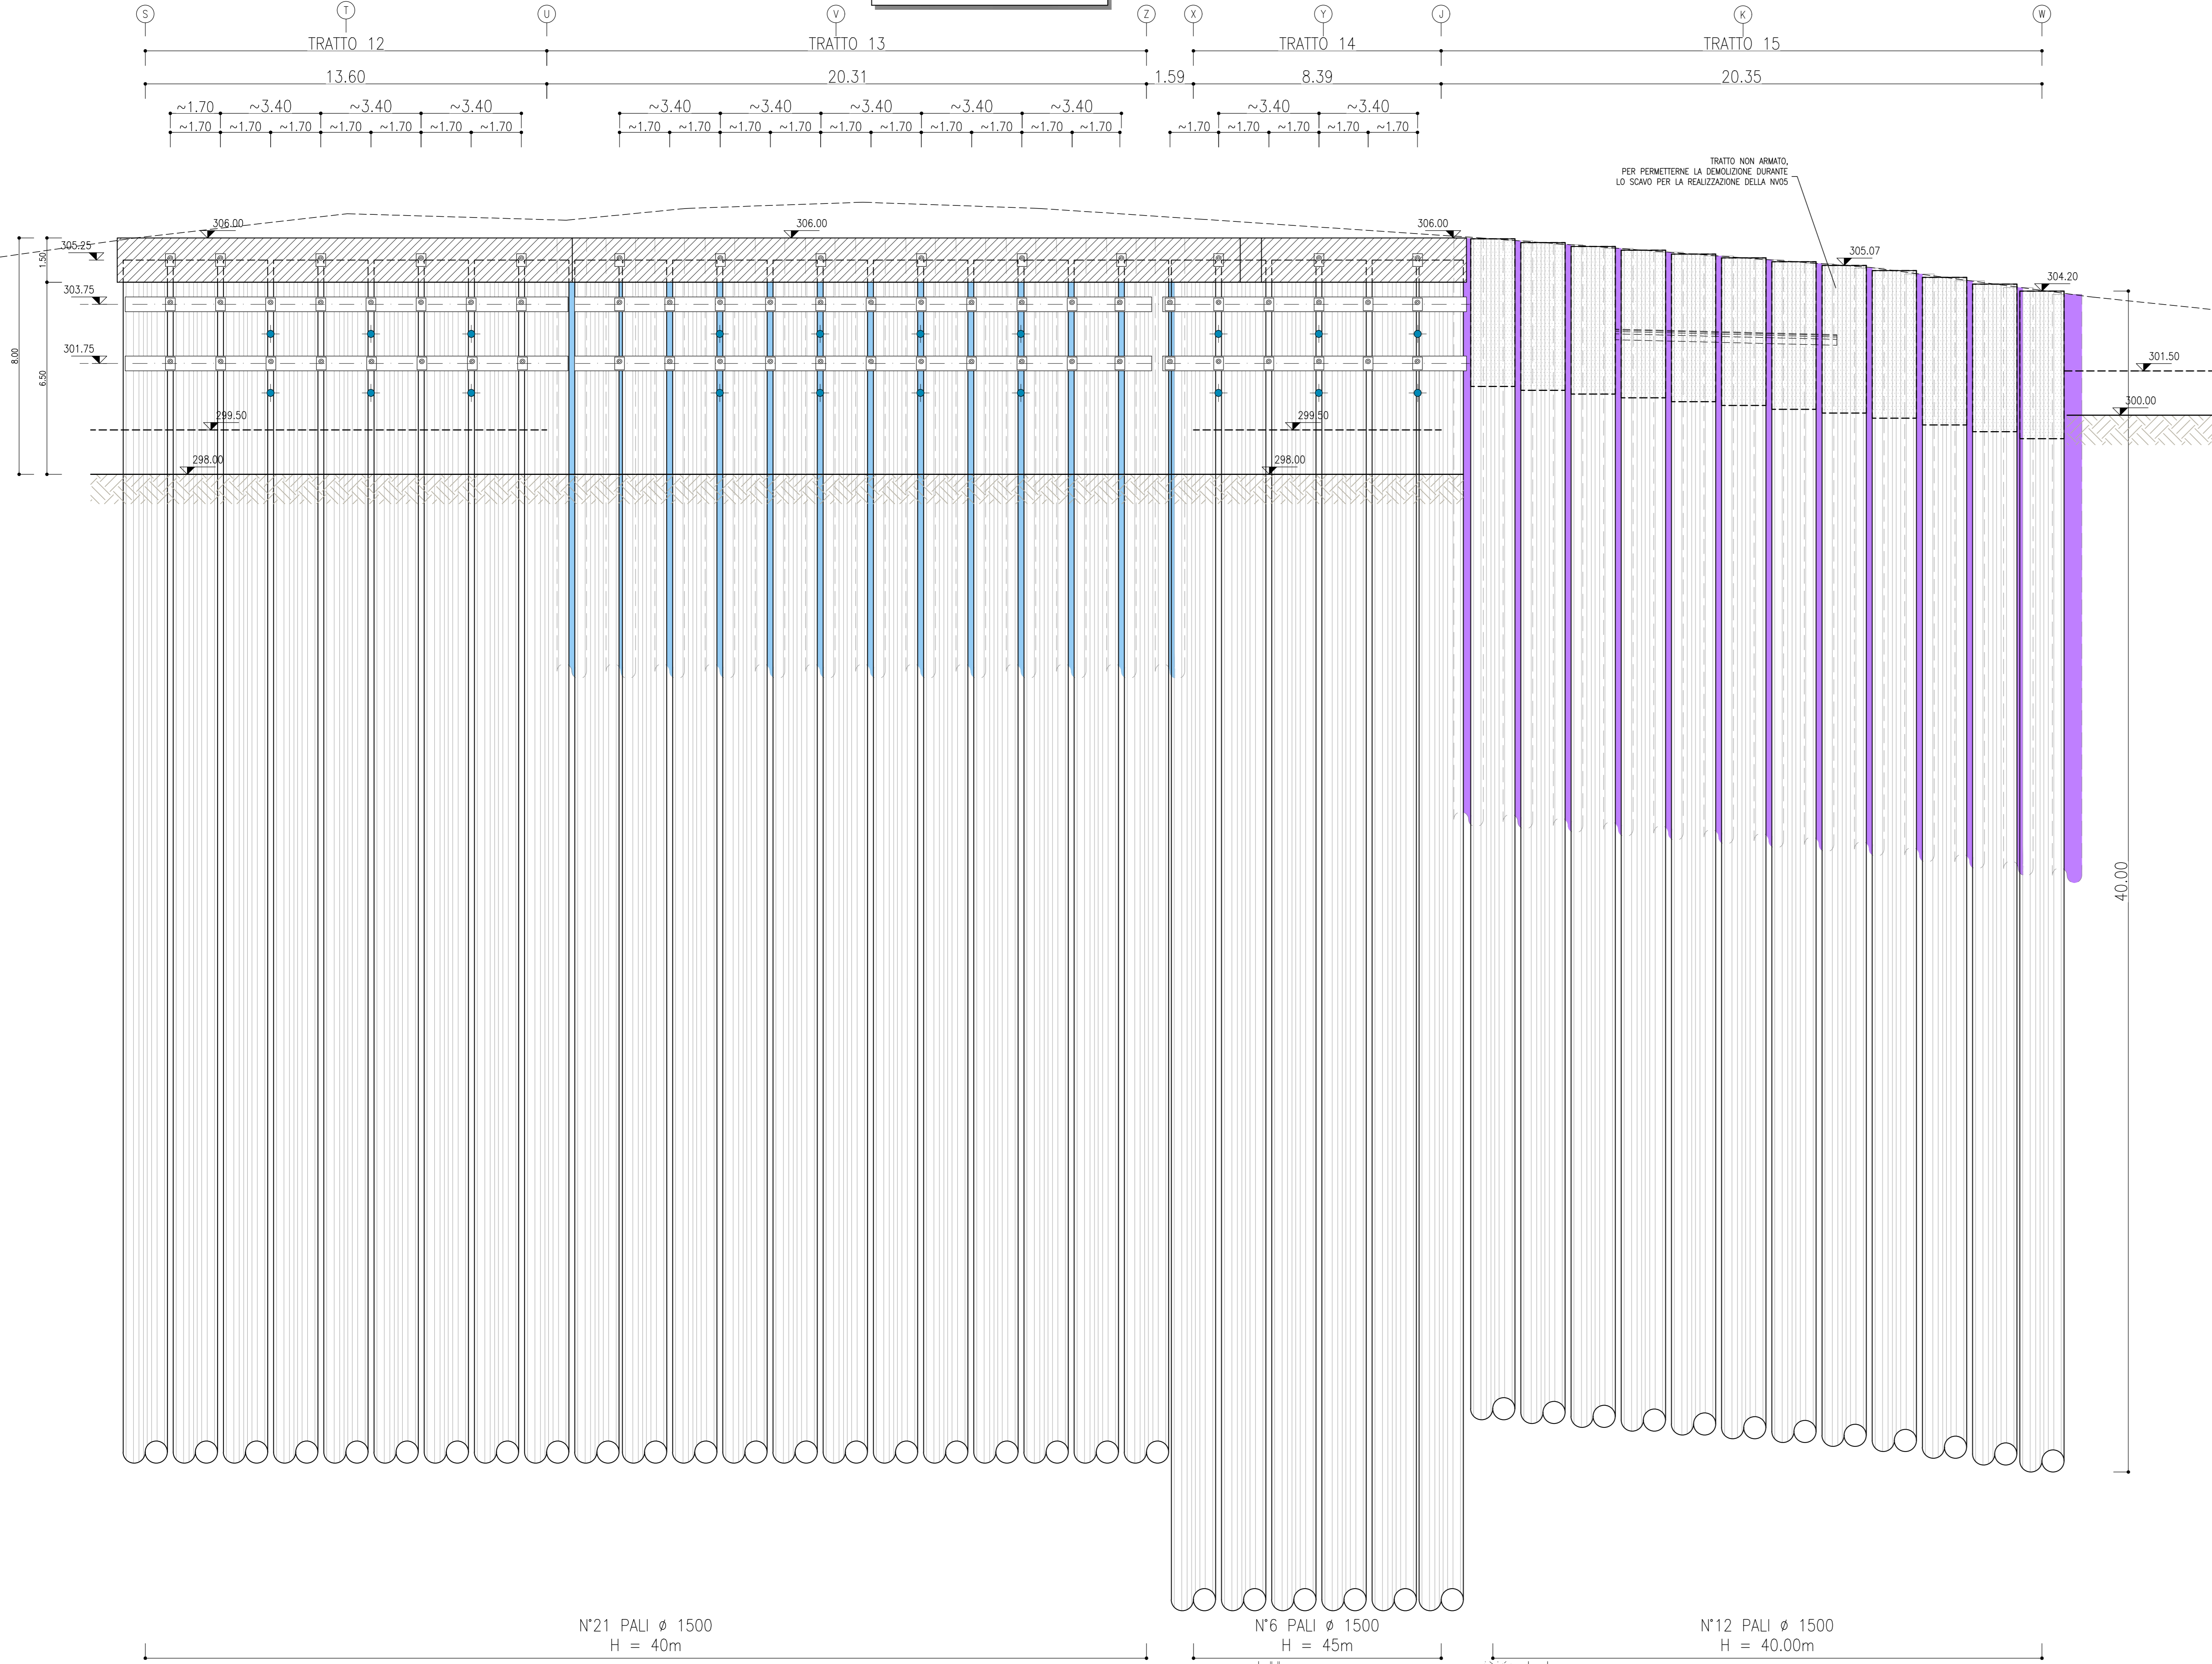 S T U V Z X Y J K W
TRATTO 12 TRATTO 13 TRATTO 14 TRATTO 15
13.60 20.31 1.59 8.39 20.35
~1.70 ~3.40 ~3.40 ~3.40 ~3.40 ~3.40 ~3.40 ~3.40 ~3.40 ~3.40 ~3.40
~1.70 ~1.70 ~1.70 ~1.70 ~1.70 ~1.70 ~1.70 ~1.70 ~1.70 ~1.70 ~1.70 ~1.70 ~1.70 ~1.70 ~1.70 ~1.70 ~1.70 ~1.70 ~1.70 ~1.70 ~1.70 ~1.70
TRATTO NON ARMATO,
PER PERMETTERNE LA DEMOLIZIONE DURANTE
LO SCAVO PER LA REALIZZAZIONE DELLA NV05
306.00 306.00 306.00
305.25
305.07
304.20
1.50
303.75
8.00
301.75
6.50
301.50
299.50 299.50
300.00
298.00 298.00
40.00
N°21 PALI ø 1500
H = 40m
N°6 PALI ø 1500
H = 45m
N°12 PALI ø 1500
H = 40.00m